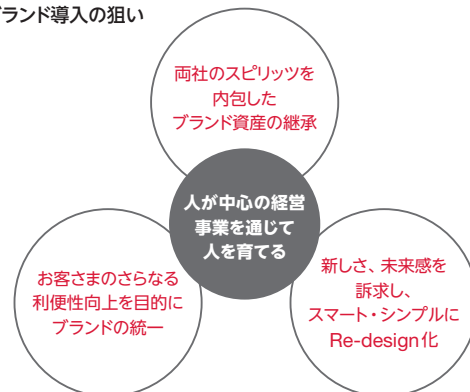 ブランド導入の狙い
両社のスピリッツを
内包した
ブランド資産の継承
人が中心の経営
事業を通じて
人を育てる
お客さまのさらなる
利便性向上を目的に
ブランドの統一
新しさ、未来感を
訴求し、
スマート・シンプルに
Re-design化